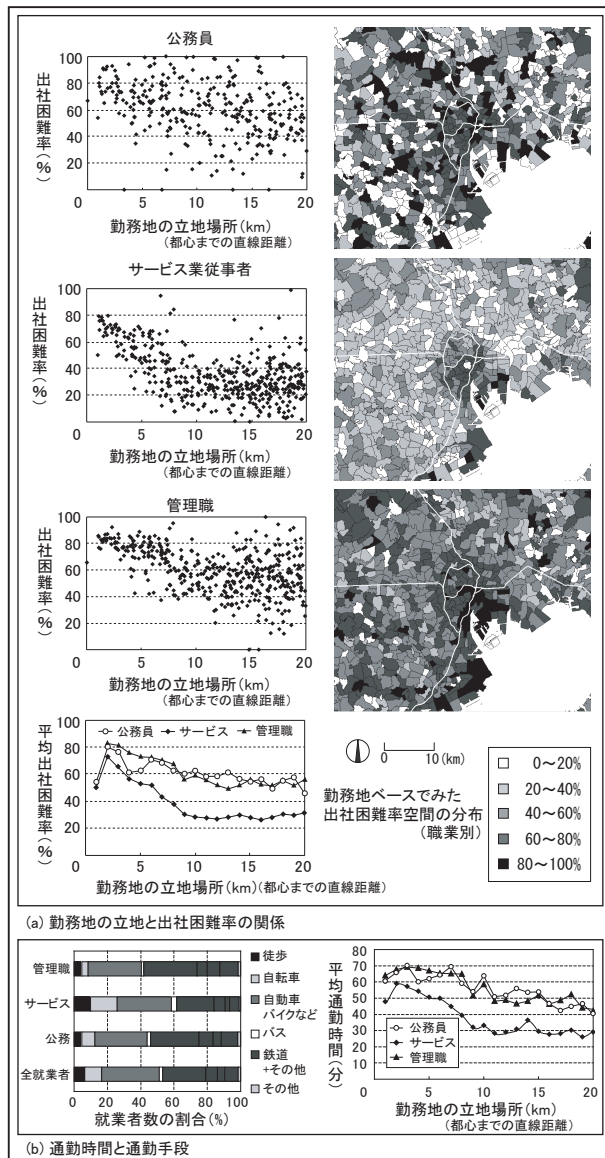 公務員
出社困難率(%)
100
80
60
40
20
0
5
10
15
20
勤務地の立地場所(km)
(都心までの直線距離)
サービス業従事者
出社困難率(%)
100
80
60
40
20
0
5
10
15
20
勤務地の立地場所(km)
(都心までの直線距離)
管理職
出社困難率(%)
100
80
60
40
20
0
5
10
15
20
勤務地の立地場所(km)
(都心までの直線距離)
平均出社困難率(%)
100
80
60
40
20
0
公務員 サービス 管理職
5
10
15
20
勤務地の立地場所(km)(都心までの直線距離)
0 10(km)
勤務地ベースでみた
出社困難率空間の分布
(職業別)
0～20%
20～40%
40～60%
60～80%
80～100%
(a) 勤務地の立地と出社困難率の関係
管理職
サービス
公務
全就業者
0 20 40 60 80 100
就業者数の割合(%)
徒歩
自転車
自動車
バイクなど
バス
鉄道
+その他
その他
平均通勤時間(分)
80
70
60
50
40
30
20
10
公務員
サービス
管理職
0 5 10 15 20
勤務地の立地場所(km)
(都心までの直線距離)
(b) 通勤時間と通勤手段